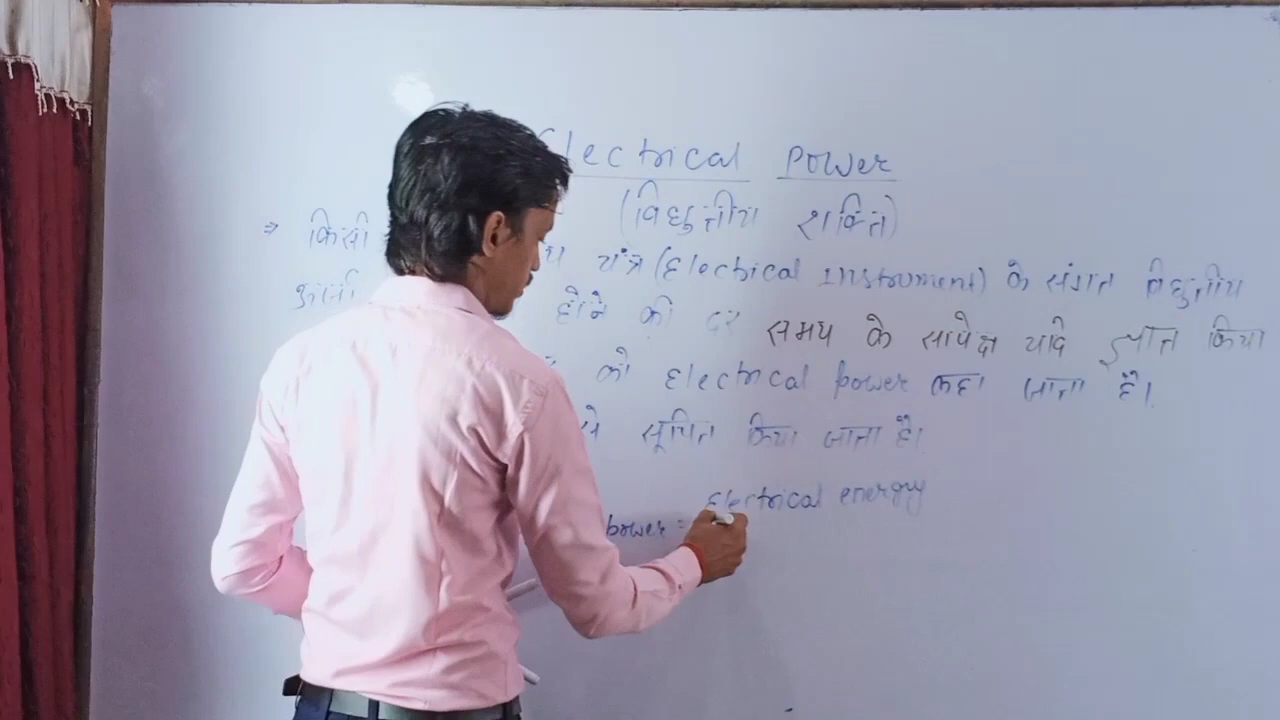 Electrical Power
(विद्युतीय शक्ति)
⇒ किसी यंत्र (Electrical Instrument) के संगत विद्युतीय
होने की दर समय के सापेक्ष यदि ज्ञात किया
को Electrical power कहा जाता है।
से सूचित किया जाता है।
Electrical energy
power =